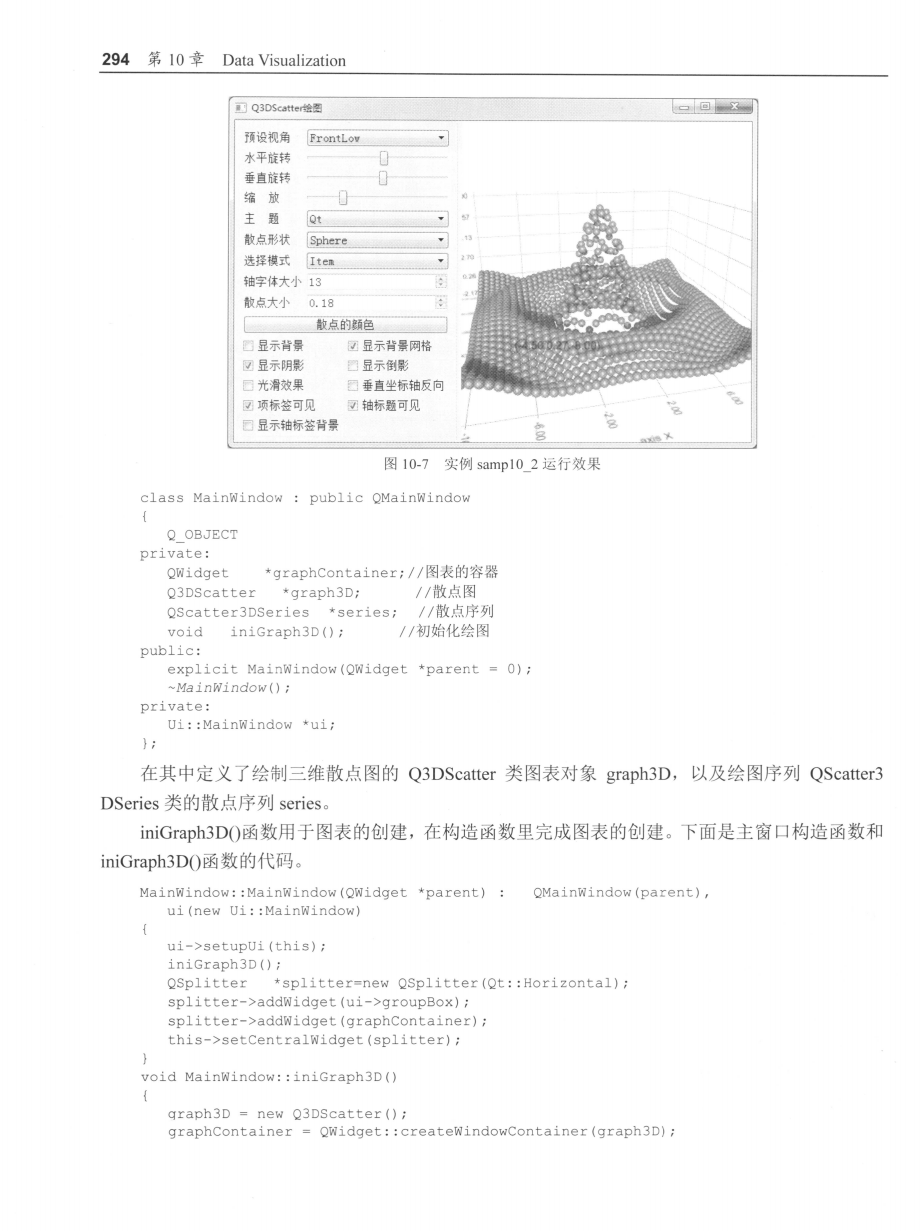 294 第 10 章 Data Visualization
Q3DScatter绘图
预设视角 FrontLow
水平旋转
垂直旋转
缩 放
主 题 Qt
散点形状 Sphere
选择模式 Item
轴字体大小 13
散点大小 0.18
散点的颜色
显示背景 显示背景网格
显示阴影 显示倒影
光滑效果 垂直坐标轴反向
项标签可见 轴标题可见
显示轴标签背景
-6.00 -2.00 2.00 6.00
axis X
图 10-7 实例 samp10_2 运行效果
class MainWindow : public QMainWindow
{
Q_OBJECT
private:
QWidget *graphContainer;//图表的容器
Q3DScatter *graph3D; //散点图
QScatter3DSeries *series; //散点序列
void iniGraph3D(); //初始化绘图
public:
explicit MainWindow(QWidget *parent = 0);
~MainWindow();
private:
Ui::MainWindow *ui;
};
在其中定义了绘制三维散点图的 Q3DScatter 类图表对象 graph3D，以及绘图序列 QScatter3
DSeries 类的散点序列 series。
iniGraph3D()函数用于图表的创建，在构造函数里完成图表的创建。下面是主窗口构造函数和
iniGraph3D()函数的代码。
MainWindow::MainWindow(QWidget *parent) : QMainWindow(parent),
ui(new Ui::MainWindow)
{
ui->setupUi(this);
iniGraph3D();
QSplitter *splitter=new QSplitter(Qt::Horizontal);
splitter->addWidget(ui->groupBox);
splitter->addWidget(graphContainer);
this->setCentralWidget(splitter);
}
void MainWindow::iniGraph3D()
{
graph3D = new Q3DScatter();
graphContainer = QWidget::createWindowContainer(graph3D);